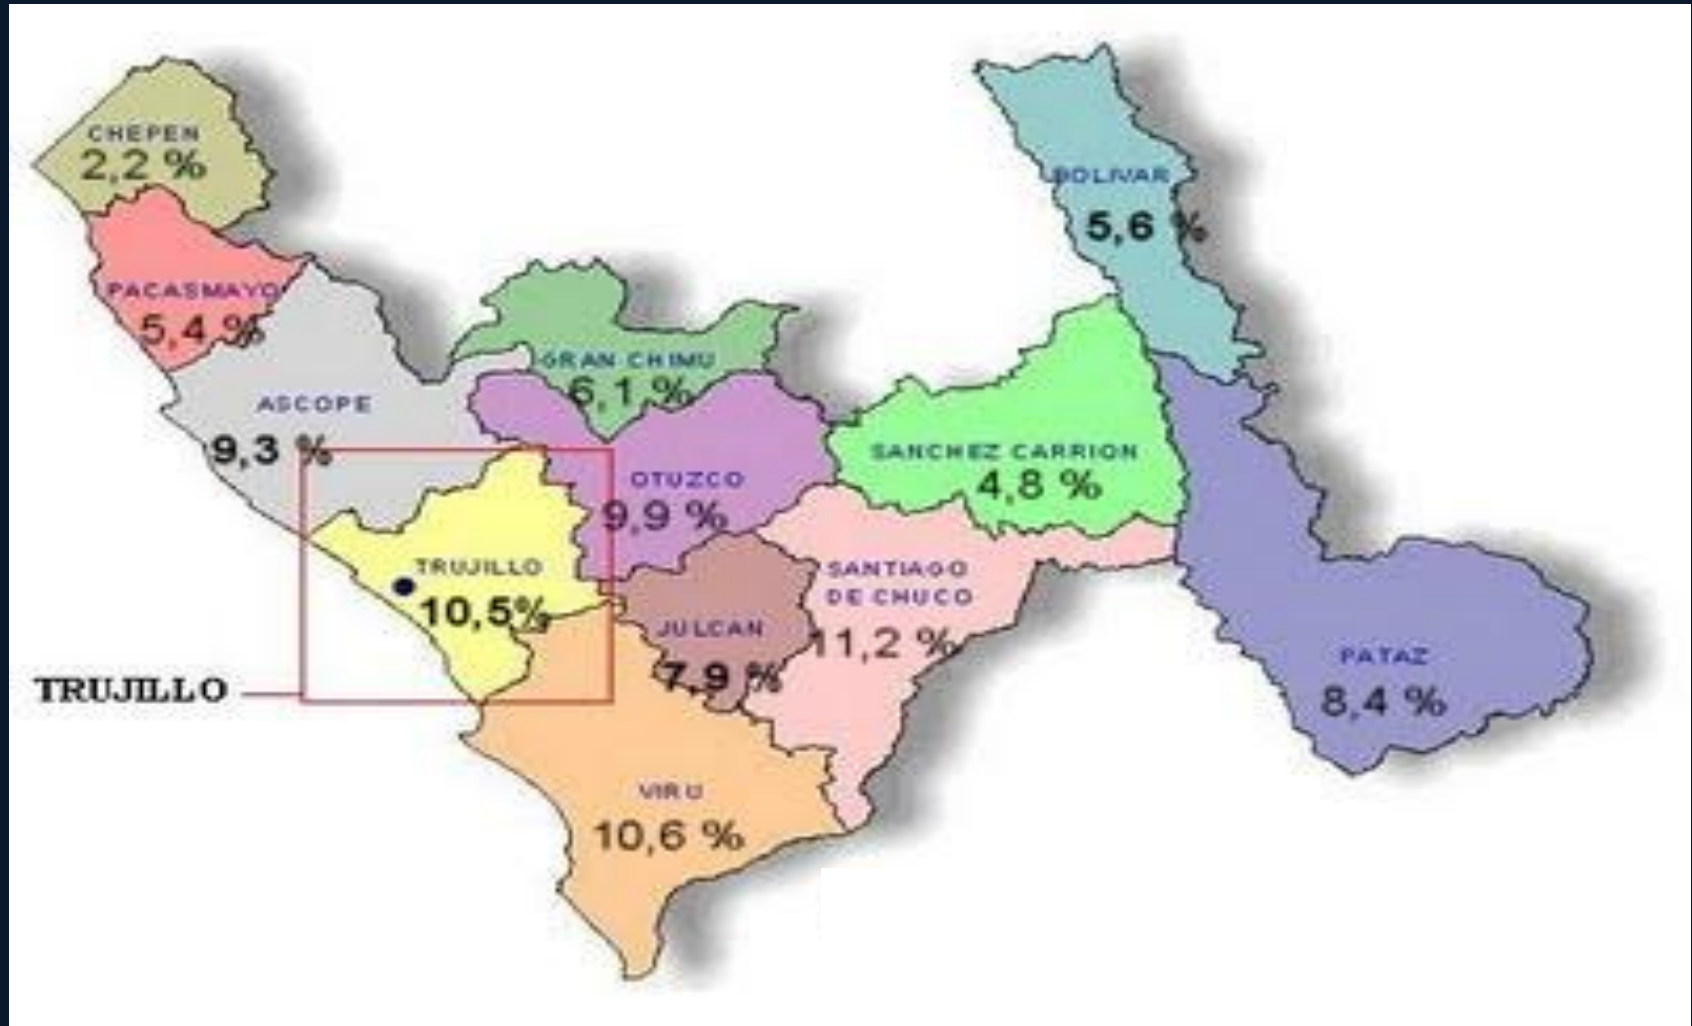 CHEPEN
2,2 %
BOLIVAR
5,6 %
PACASMAYO
5,4 %
GRAN CHIMU
6,1 %
ASCOPE
9,3 %
SANCHEZ CARRION
4,8 %
OTUZCO
9,9 %
TRUJILLO
10,5%
SANTIAGO
DE CHUCO
11,2 %
JULCAN
7,9 %
PATAZ
8,4 %
TRUJILLO
VIRU
10,6 %